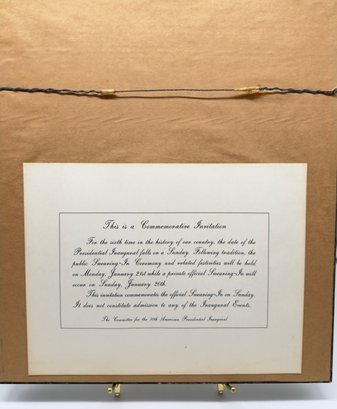 This is a Commemorative Invitation
For the sixth time in the history of our country, the date of the
Presidential Inaugural falls on a Sunday. Following tradition, the
public Swearing-In Ceremony and related festivities will be held
on Monday, January 21st while a private official Swearing-In will
occur on Sunday, January 20th.
This invitation commemorates the official Swearing-In on Sunday.
It does not constitute admission to any of the Inaugural Events.
The Committee for the 50th American Presidential Inaugural